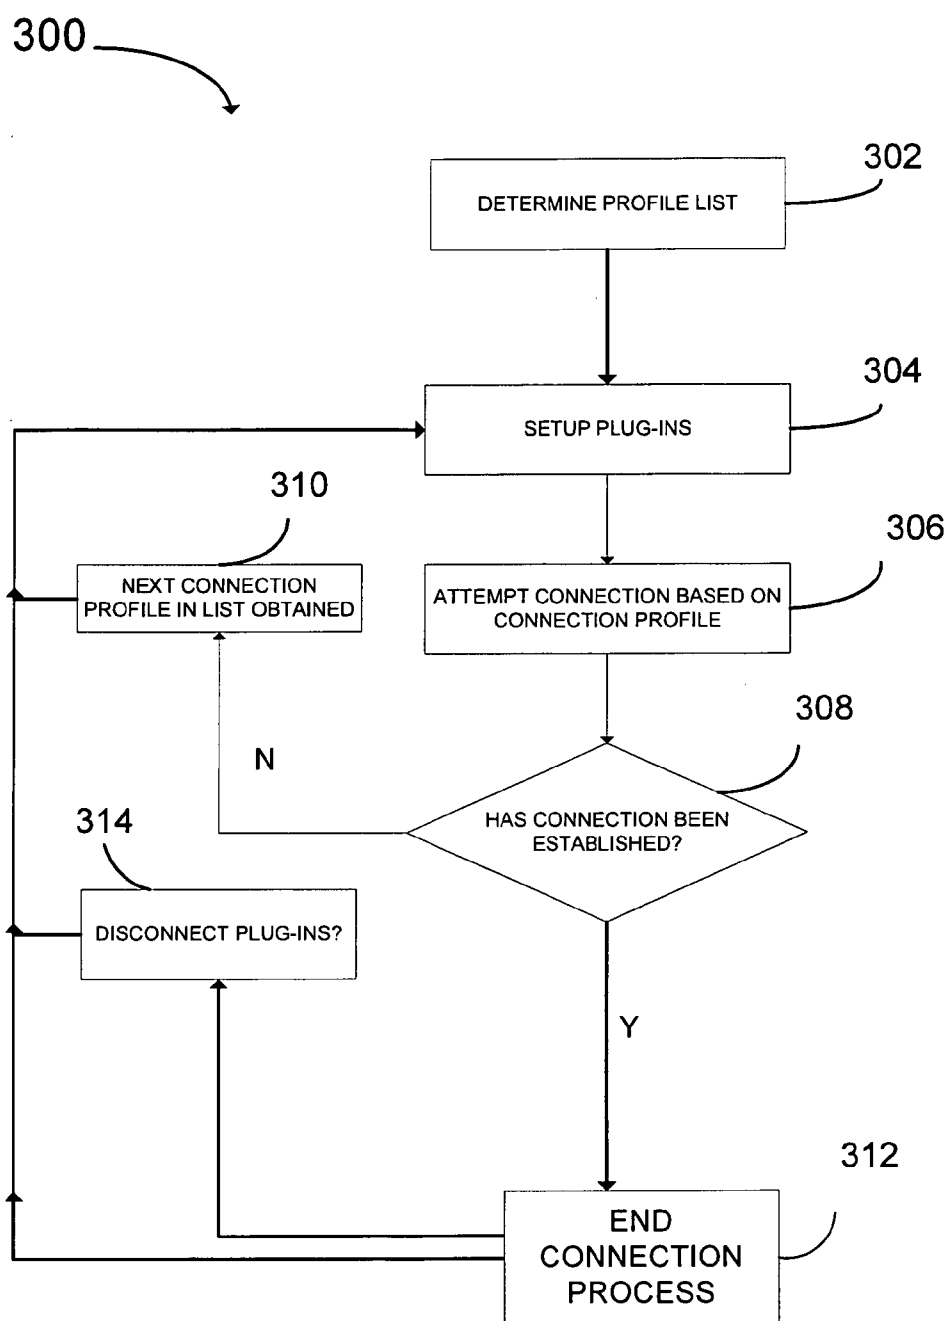 300
302
DETERMINE PROFILE LIST
304
SETUP PLUG-INS
310
306
NEXT CONNECTION
PROFILE IN LIST OBTAINED
ATTEMPT CONNECTION BASED ON
CONNECTION PROFILE
308
N
HAS CONNECTION BEEN
ESTABLISHED?
314
DISCONNECT PLUG-INS?
Y
312
END
CONNECTION
PROCESS